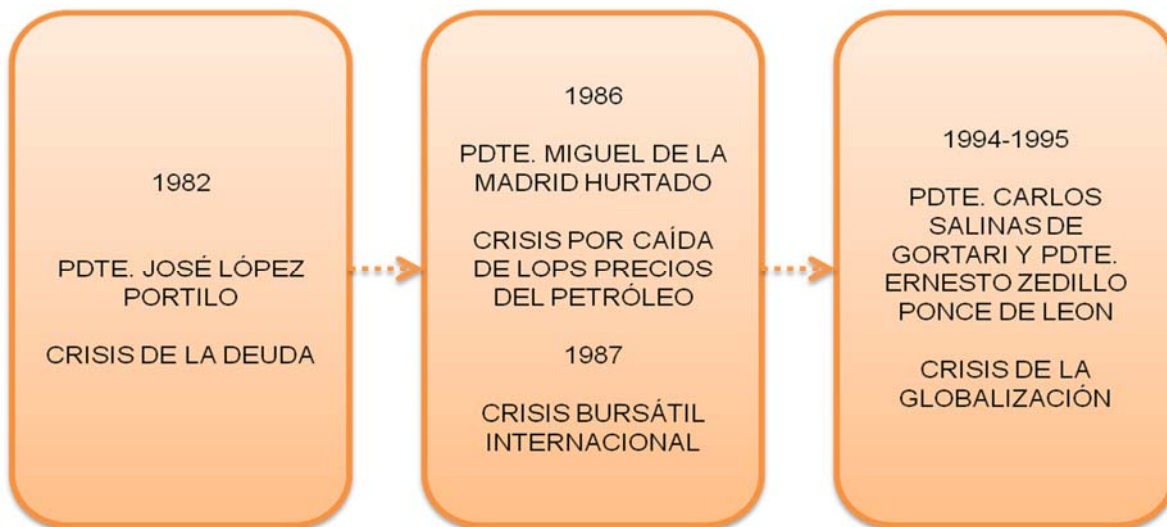 1982
PDTE. JOSÉ LÓPEZ
PORTILO
CRISIS DE LA DEUDA
1986
PDTE. MIGUEL DE LA
MADRID HURTADO
CRISIS POR CAÍDA
DE LOPS PRECIOS
DEL PETRÓLEO
1987
CRISIS BURSÁTIL
INTERNACIONAL
1994-1995
PDTE. CARLOS
SALINAS DE
GORTARI Y PDTE.
ERNESTO ZEDILLO
PONCE DE LEON
CRISIS DE LA
GLOBALIZACIÓN